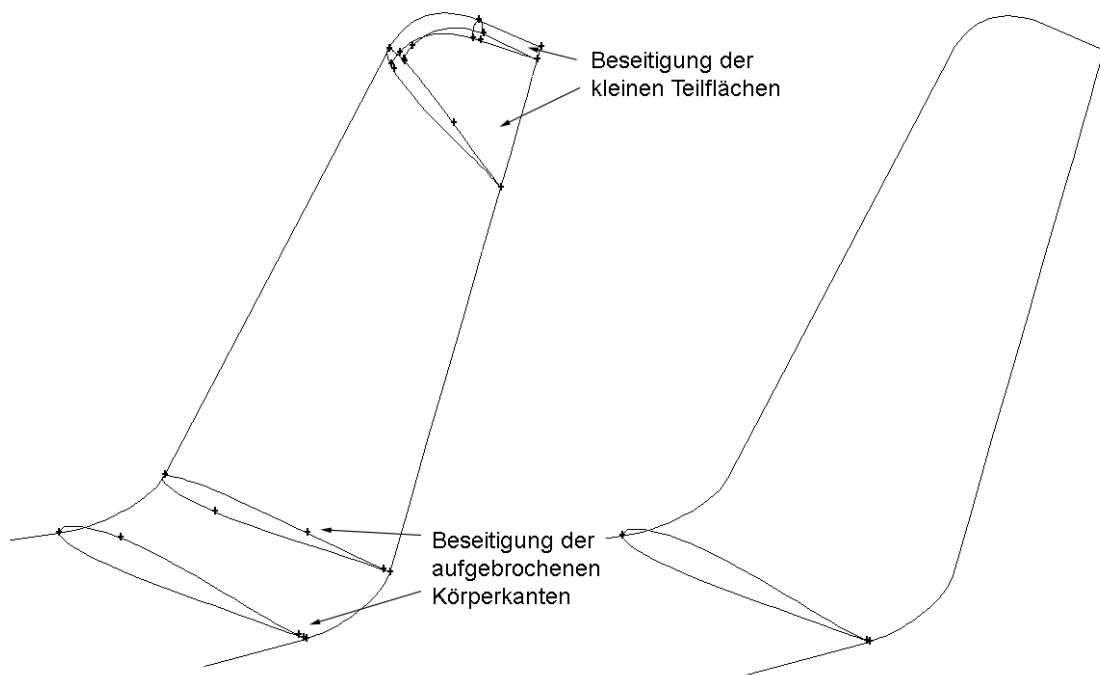 Beseitigung der
kleinen Teilflächen
Beseitigung der
aufgebrochenen
Körperkanten